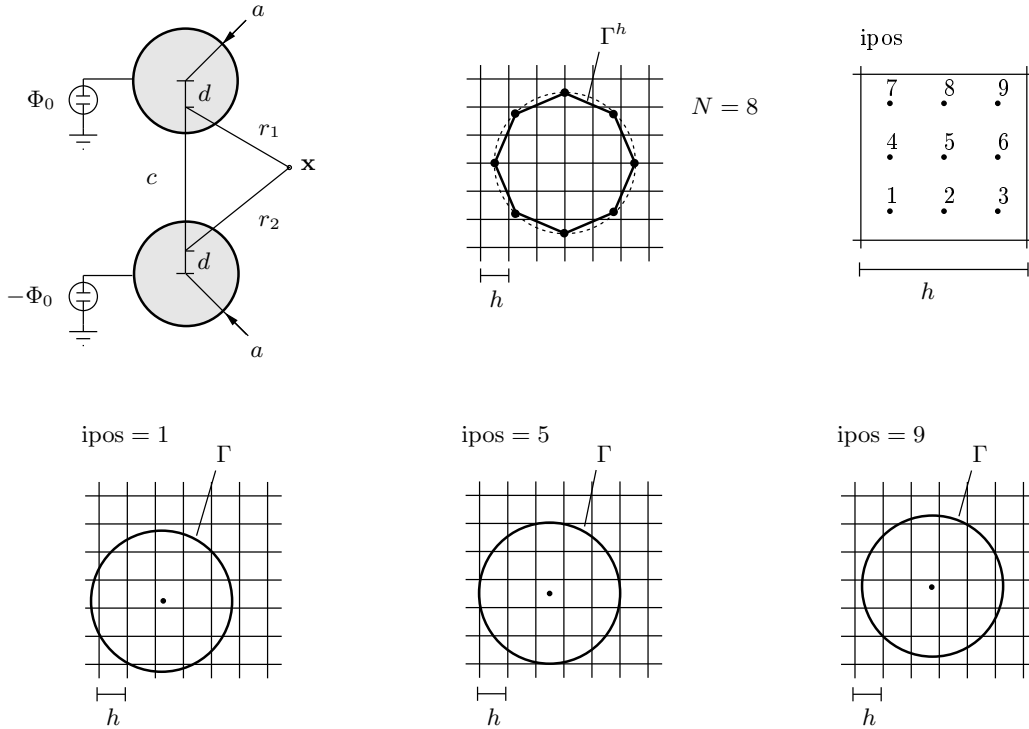 a
Φ₀
d
r₁
x
c
r₂
d
−Φ₀
a
Γʰ
N = 8
h
ipos
7 8 9
4 5 6
1 2 3
h
ipos = 1
Γ
h
ipos = 5
Γ
h
ipos = 9
Γ
h